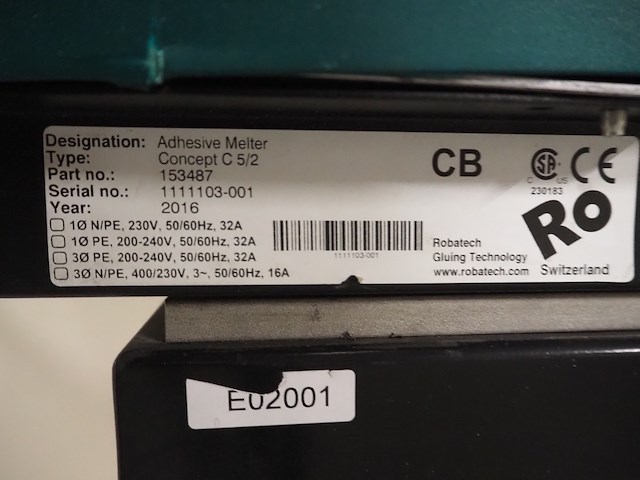 Designation: Adhesive Melter
Type: Concept C 5/2
Part no.: 153487
Serial no.: 1111103-001
Year: 2016
1Ø N/PE, 230V, 50/60Hz, 32A
1Ø PE, 200-240V, 50/60Hz, 32A
3Ø PE, 200-240V, 50/60Hz, 32A
3Ø N/PE, 400/230V, 3~, 50/60Hz, 16A
1111103-001
CB
C SA US
230183
CE
Ro
Robatech
Gluing Technology
www.robatech.com
Switzerland
E02001